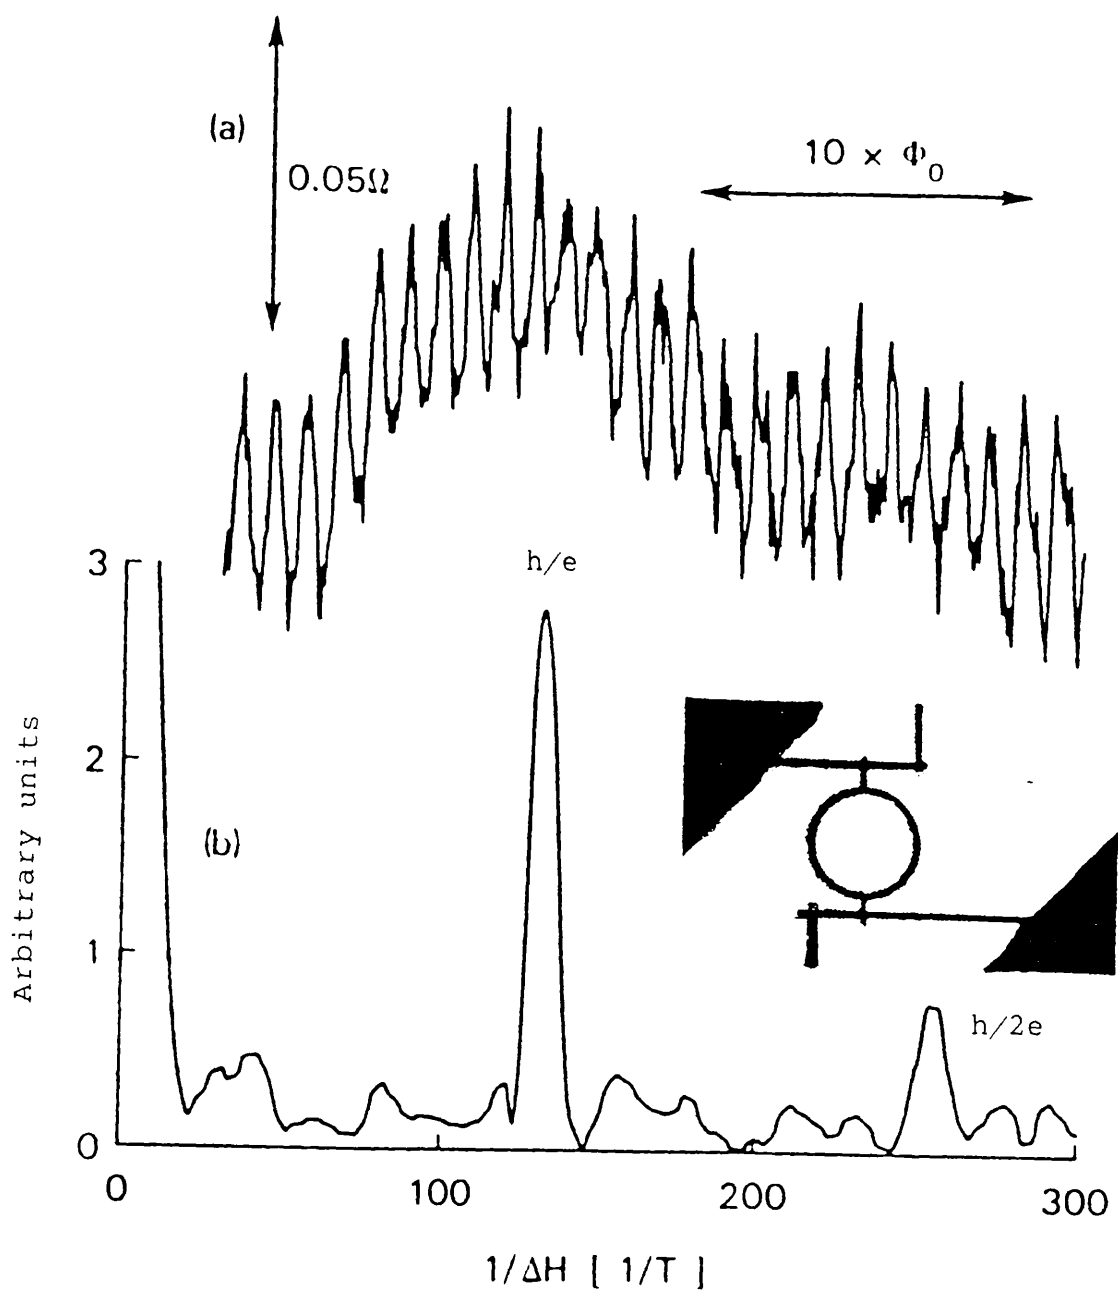 (a)
0.05Ω
10 × Φ₀
h/e
3
2
1
0
Arbitrary units
(b)
h/2e
0 100 200 300
1/ΔH [ 1/T ]